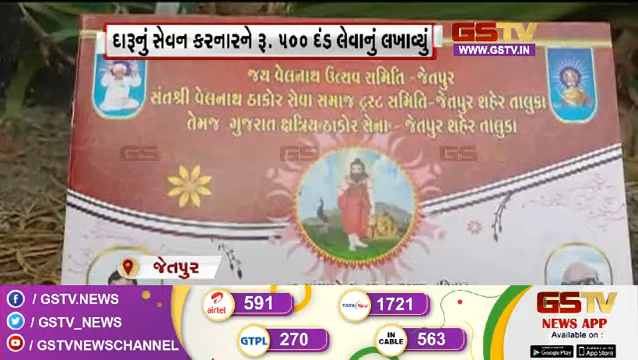 દારૂનું સેવન કરનારને રૂ. ૫૦૦ દંડ લેવાનું લખાવ્યું
GSTV
WWW.GSTV.IN
જય વેલનાથ ઉત્સવ સમિતિ - જેતપુર
સંતશ્રી વેલનાથ ઠાકોર સેવા સમાજ ટ્રસ્ટ સમિતિ-જેતપુર શહેર તાલુકા
તેમજ ગુજરાત ક્ષત્રિય ઠાકોર સેના - જેતપુર શહેર તાલુકા
GSTV
GSTV
જેતપુર
/ GSTV.NEWS
/ GSTV_NEWS
/ GSTVNEWSCHANNEL
airtel 591
TATA sky 1721
GTPL 270
IN CABLE 563
GSTV
NEWS APP
Available on :
Google Play
App Store